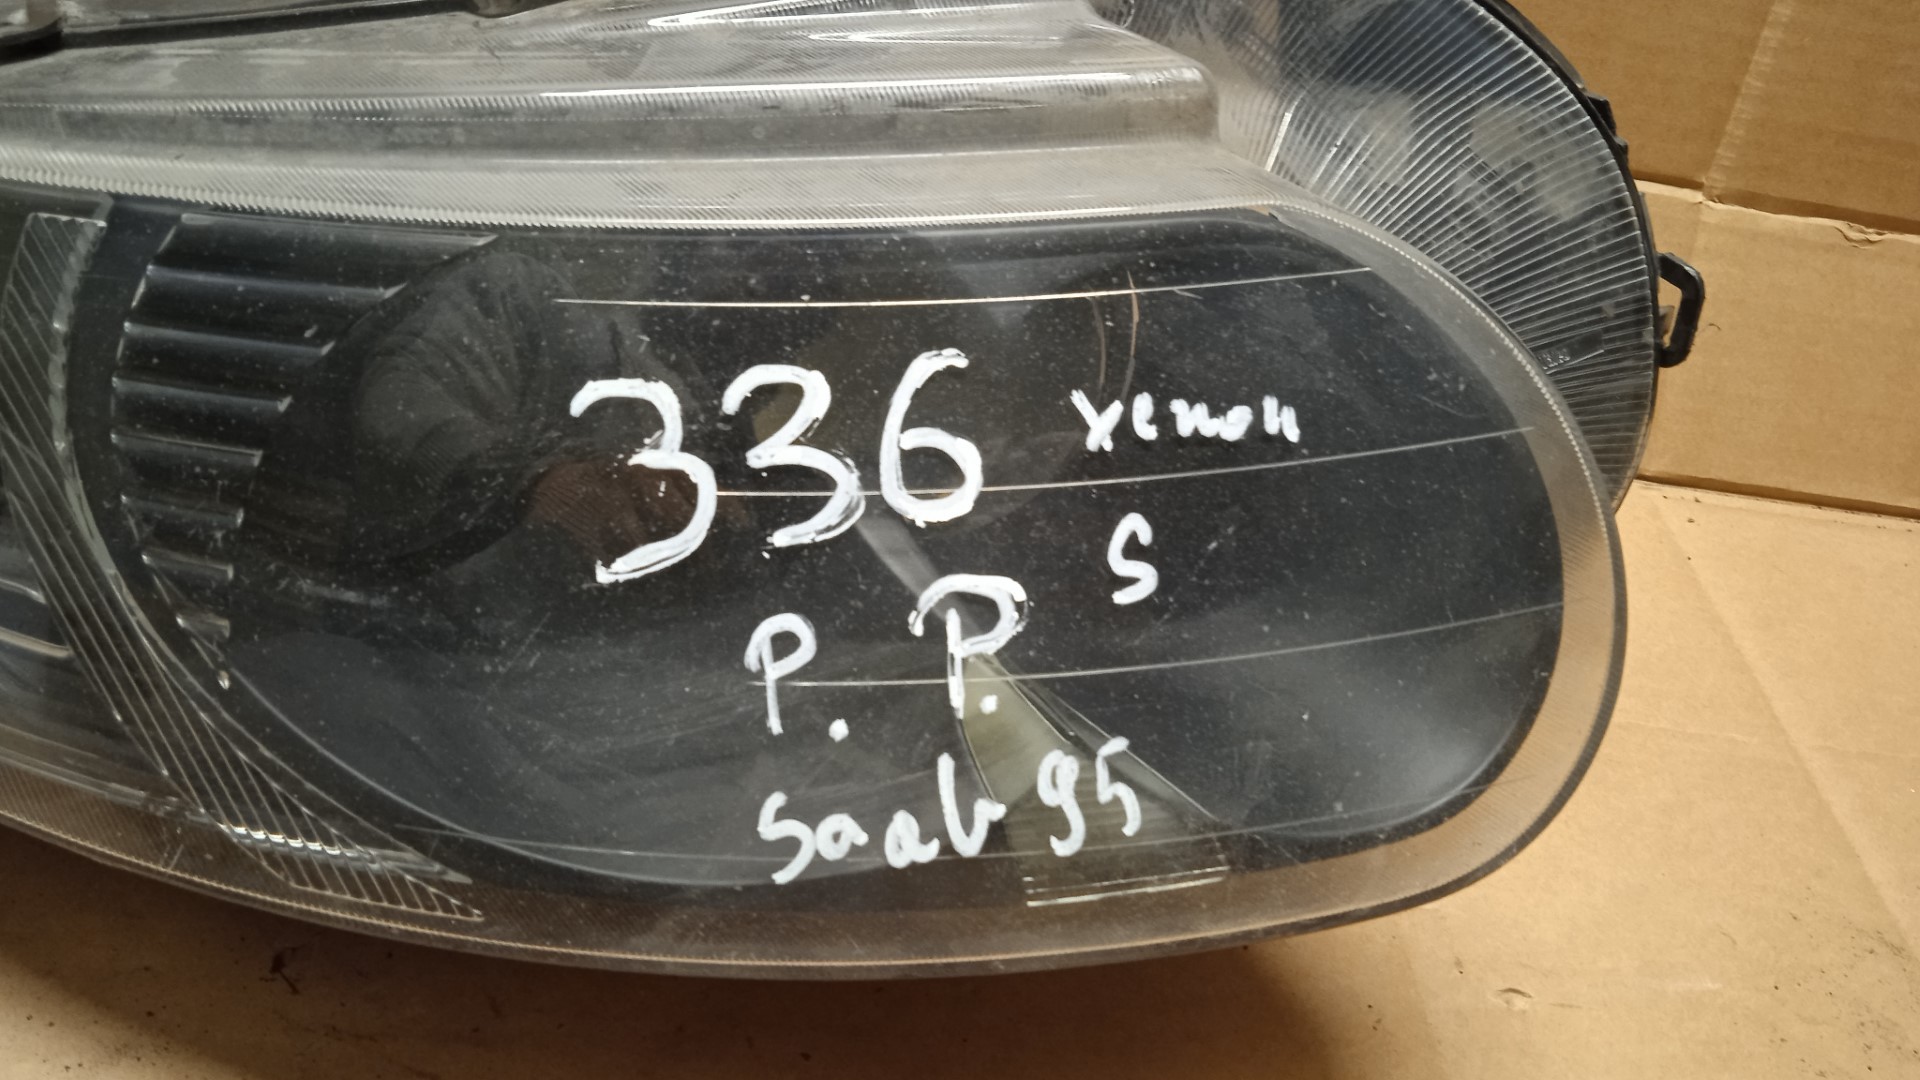 336 xenon
S
P. P.
Saab 95